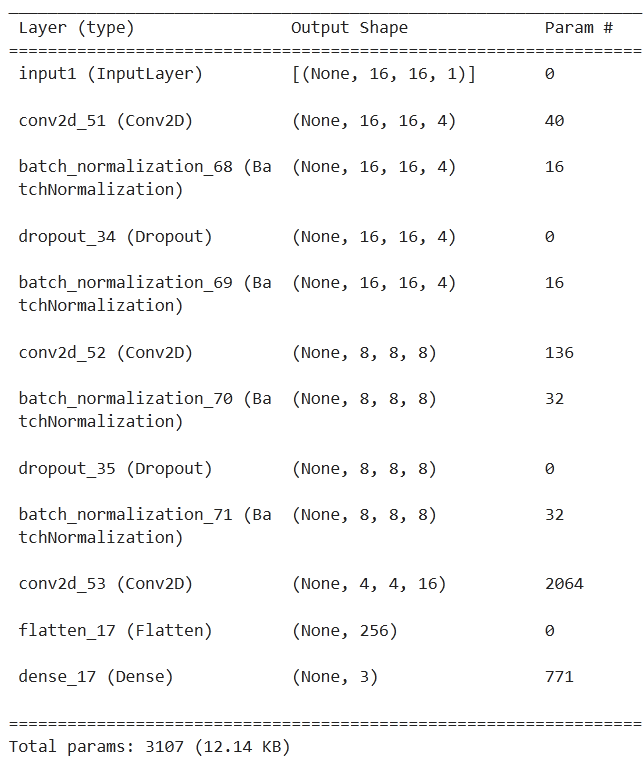 Layer (type) Output Shape Param #
input1 (InputLayer) [(None, 16, 16, 1)] 0
conv2d_51 (Conv2D) (None, 16, 16, 4) 40
batch_normalization_68 (Ba (None, 16, 16, 4) 16
tchNormalization)
dropout_34 (Dropout) (None, 16, 16, 4) 0
batch_normalization_69 (Ba (None, 16, 16, 4) 16
tchNormalization)
conv2d_52 (Conv2D) (None, 8, 8, 8) 136
batch_normalization_70 (Ba (None, 8, 8, 8) 32
tchNormalization)
dropout_35 (Dropout) (None, 8, 8, 8) 0
batch_normalization_71 (Ba (None, 8, 8, 8) 32
tchNormalization)
conv2d_53 (Conv2D) (None, 4, 4, 16) 2064
flatten_17 (Flatten) (None, 256) 0
dense_17 (Dense) (None, 3) 771
=================================================================
Total params: 3107 (12.14 KB)